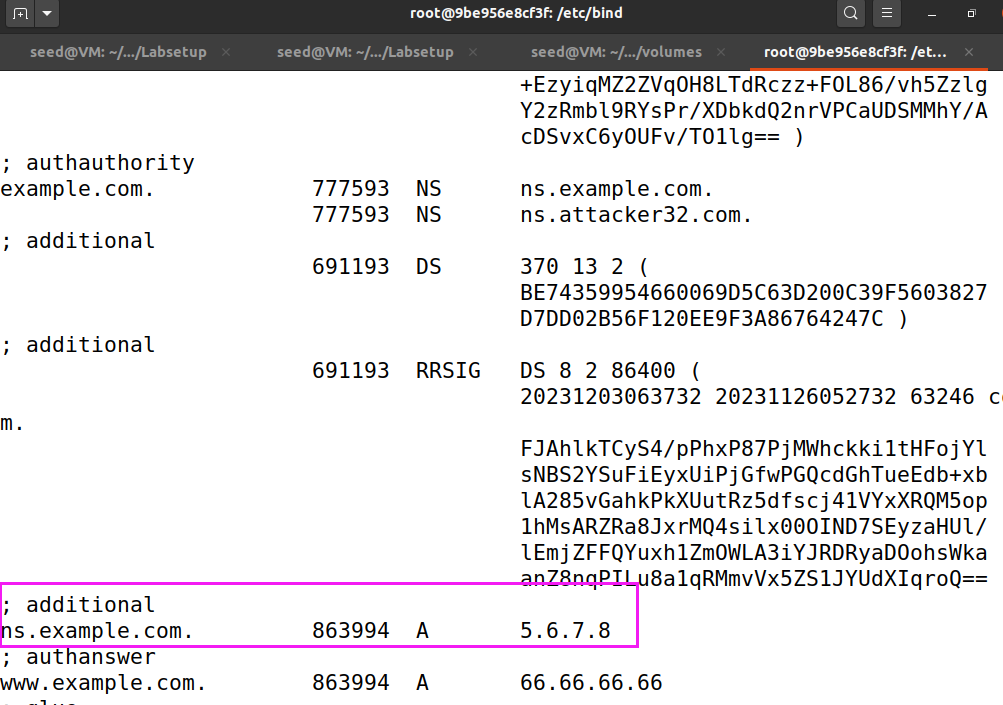 root@9be956e8cf3f: /etc/bind
seed@VM: ~/.../Labsetup × seed@VM: ~/.../Labsetup × seed@VM: ~/.../volumes × root@9be956e8cf3f: /et... ×
+EzyiqMZ2ZVqOH8LTdRczz+FOL86/vh5Zzlg
Y2zRmbl9RYsPr/XDbkdQ2nrVPCaUDSMMhY/A
cDSvxC6yOUFv/TO1lg== )
; authauthority
example.com. 777593 NS ns.example.com.
777593 NS ns.attacker32.com.
; additional
691193 DS 370 13 2 (
BE74359954660069D5C63D200C39F5603827
D7DD02B56F120EE9F3A86764247C )
; additional
691193 RRSIG DS 8 2 86400 (
20231203063732 20231126052732 63246 co
m.
FJAhlkTCyS4/pPhxP87PjMWhckki1tHFojYl
sNBS2YSuFiEyxUiPjGfwPGQcdGhTueEdb+xb
lA285vGahkPkXUutRz5dfscj41VYxXRQM5op
1hMsARZRa8JxrMQ4silx00OIND7SEyzaHUl/
lEmjZFFQYuxh1ZmOWLA3iYJRDRyaDOohsWka
anZ8nqPILu8a1qRMmvVx5ZS1JYUdXIqroQ==
; additional
ns.example.com. 863994 A 5.6.7.8
; authanswer
www.example.com. 863994 A 66.66.66.66
; glue